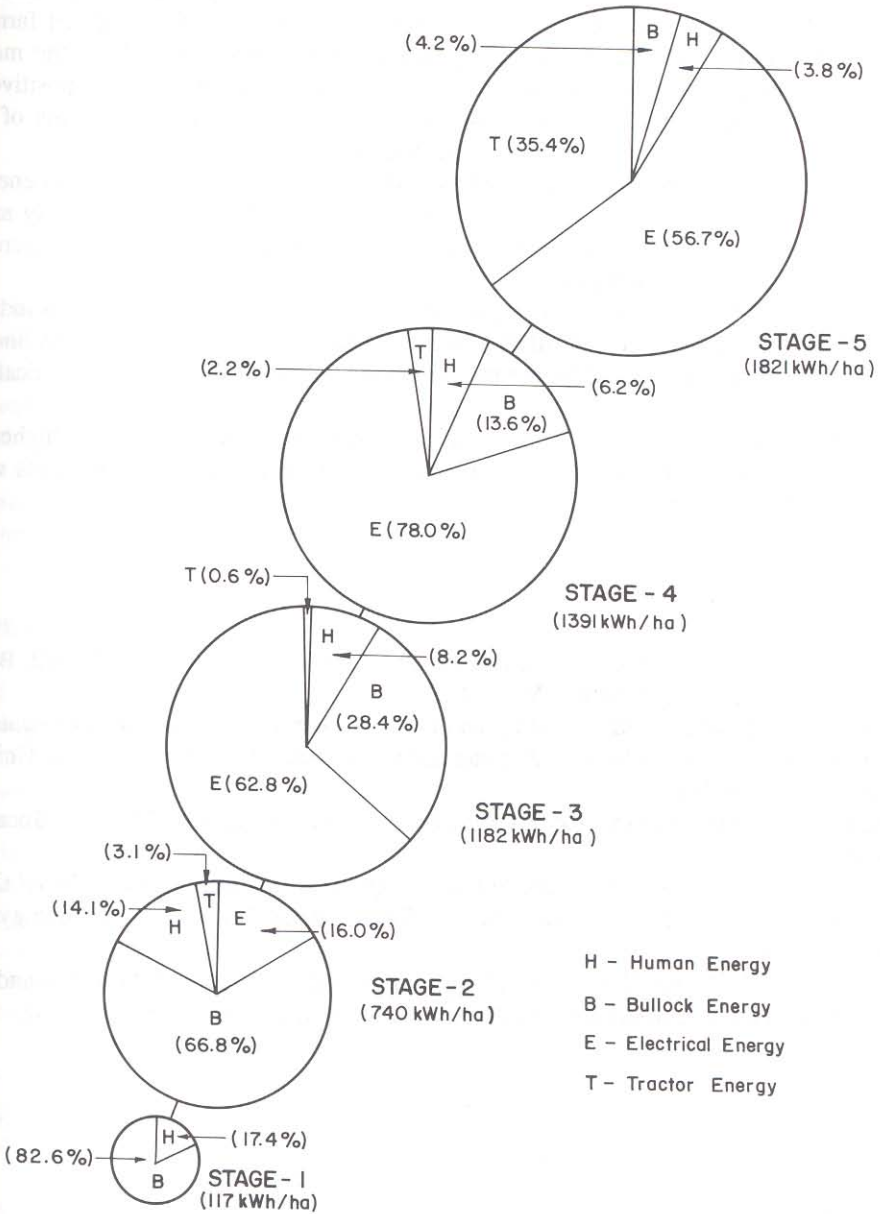 (4.2%)
B
H
(3.8%)
T (35.4%)
E (56.7%)
STAGE - 5
(1821 kWh/ha)
(2.2%)
T
H
(6.2%)
B
(13.6%)
E (78.0%)
STAGE - 4
(1391 kWh/ha)
T (0.6%)
H
(8.2%)
B
(28.4%)
E (62.8%)
STAGE - 3
(1182 kWh/ha)
(3.1%)
T
E
(14.1%)
H
(16.0%)
B
(66.8%)
STAGE - 2
(740 kWh/ha)
H - Human Energy
B - Bullock Energy
E - Electrical Energy
T - Tractor Energy
H
(17.4%)
(82.6%)
B
STAGE - 1
(117 kWh/ha)